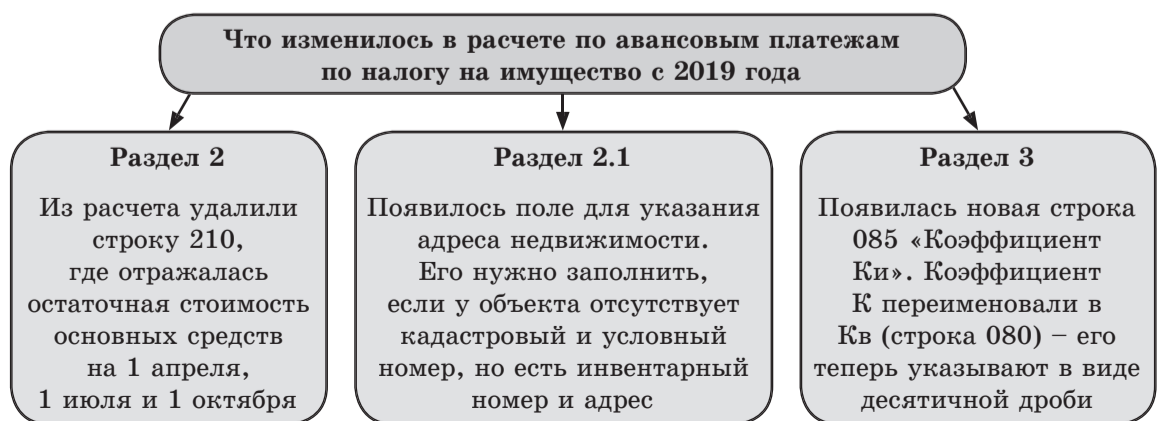 Что изменилось в расчете по авансовым платежам
по налогу на имущество с 2019 года
Раздел 2
Из расчета удалили
строку 210,
где отражалась
остаточная стоимость
основных средств
на 1 апреля,
1 июля и 1 октября
Раздел 2.1
Появилось поле для указания
адреса недвижимости.
Его нужно заполнить,
если у объекта отсутствует
кадастровый и условный
номер, но есть инвентарный
номер и адрес
Раздел 3
Появилась новая строка
085 «Коэффициент
Ки». Коэффициент
К переименовали в
Кв (строка 080) – его
теперь указывают в виде
десятичной дроби